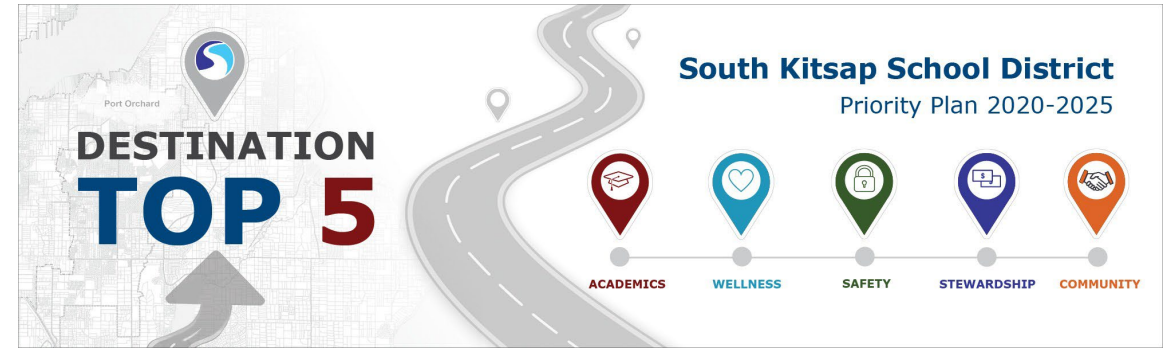 Port Orchard
DESTINATION
TOP 5
South Kitsap School District
Priority Plan 2020-2025
$
ACADEMICS
WELLNESS
SAFETY
STEWARDSHIP
COMMUNITY